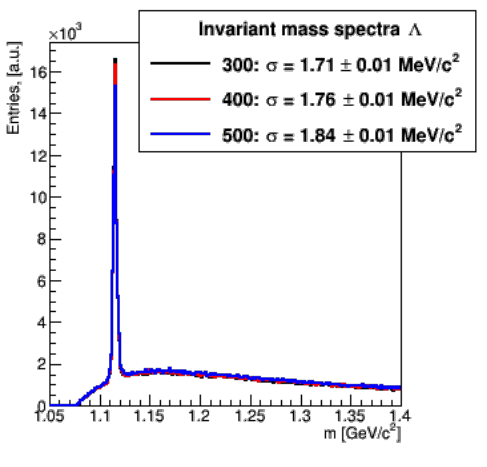 ×10³
Invariant mass spectra Λ
300: σ = 1.71 ± 0.01 MeV/c²
400: σ = 1.76 ± 0.01 MeV/c²
500: σ = 1.84 ± 0.01 MeV/c²
Entries, [a.u.]
16
14
12
10
8
6
4
2
0
1.05 1.1 1.15 1.2 1.25 1.3 1.35 1.4
m [GeV/c²]